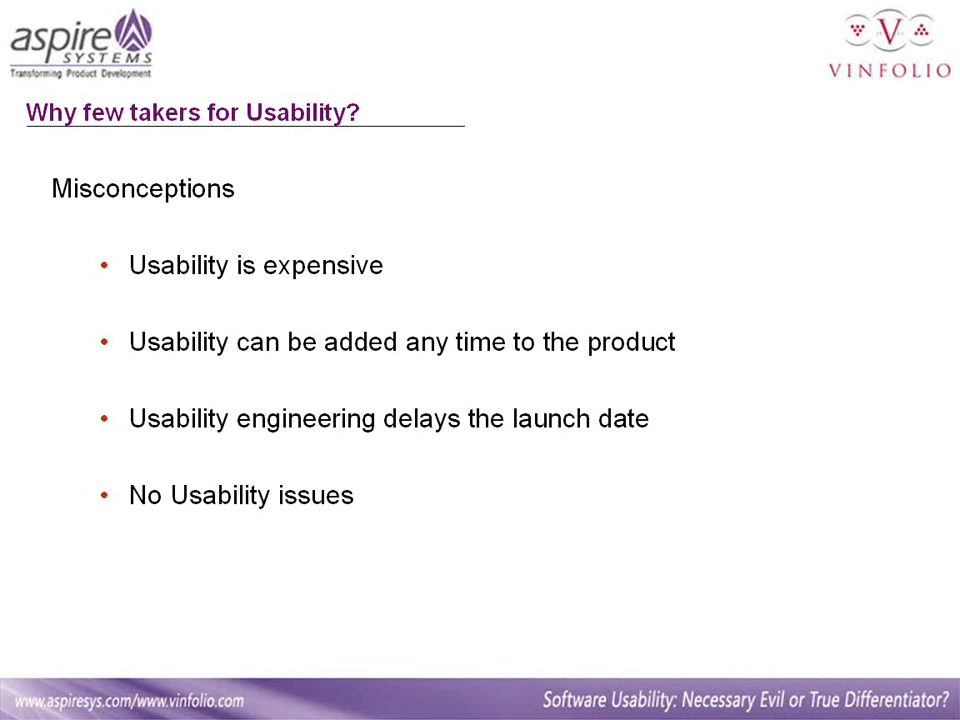 aspire
SYSTEMS
Transforming Product Development
V
VINFOLIO
Why few takers for Usability?
Misconceptions
• Usability is expensive
• Usability can be added any time to the product
• Usability engineering delays the launch date
• No Usability issues
www.aspiresys.com/www.vinfolio.com
Software Usability: Necessary Evil or True Differentiator?